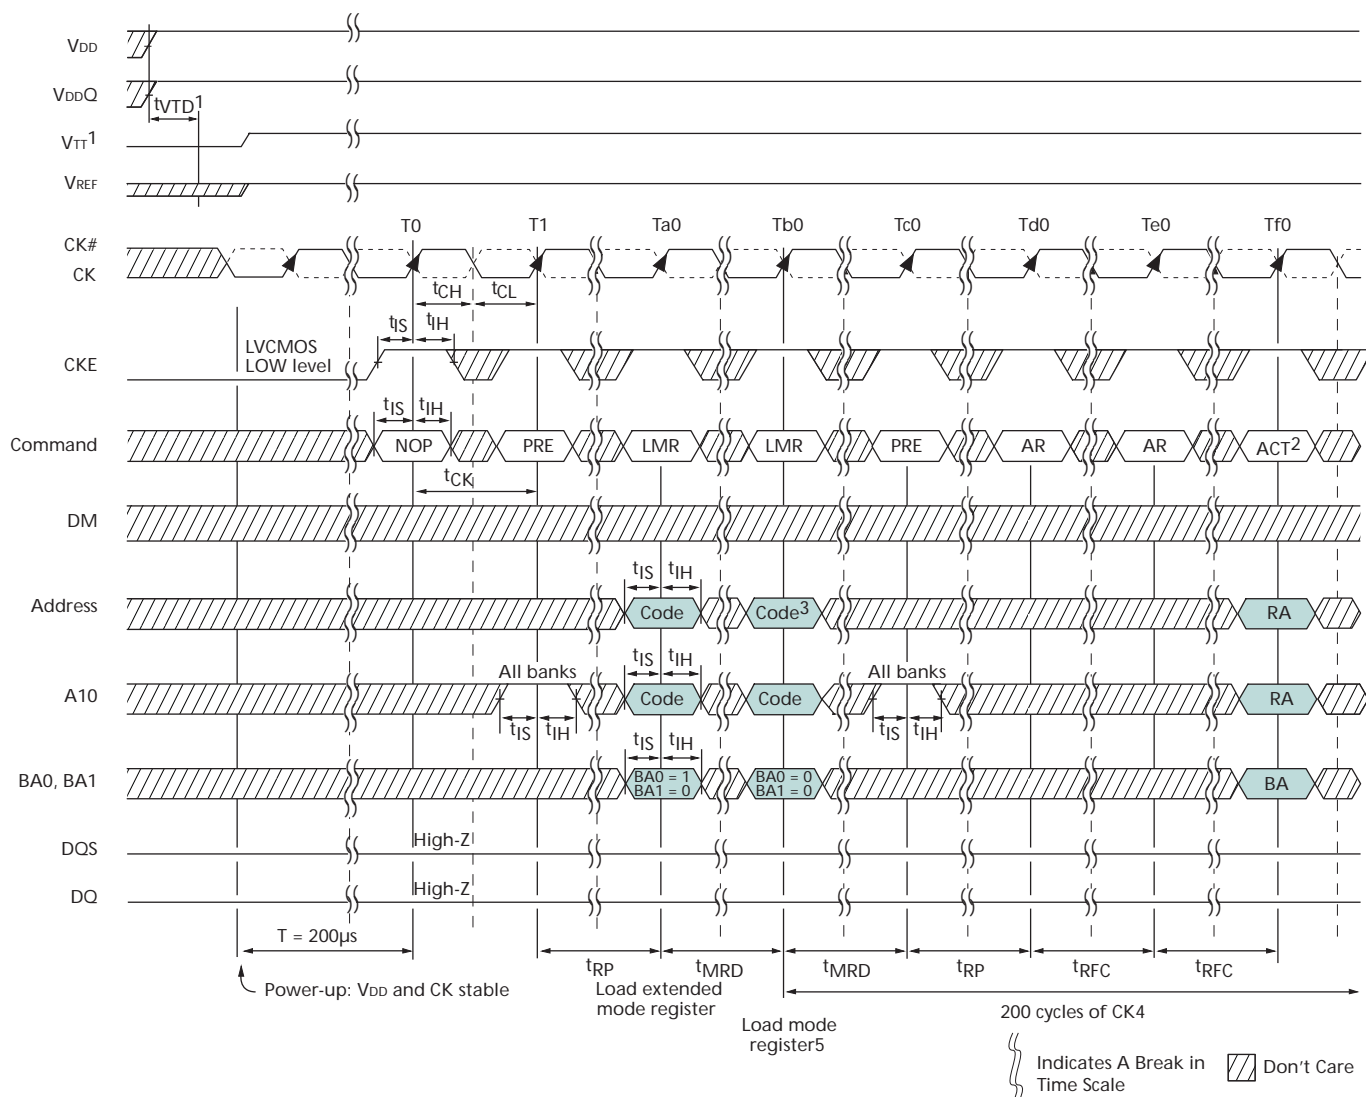 VDD
VDDQ
tVTD1
VTT1
VREF
T0 T1 Ta0 Tb0 Tc0 Td0 Te0 Tf0
CK#
CK
tCH tCL
tIS tIH
LVCMOS
LOW level
CKE
tIS tIH
Command NOP PRE LMR LMR PRE AR AR ACT2
tCK
DM
tIS tIH
Address Code Code3 RA
All banks tIS tIH All banks
A10 Code Code RA
tIS tIH tIS tIH
tIS tIH
BA0, BA1 BA0 = 1 BA0 = 0 BA
BA1 = 0 BA1 = 0
DQS High-Z
DQ High-Z
T = 200µs
tRP tMRD tMRD tRP tRFC tRFC
Power-up: VDD and CK stable
Load extended
mode register
200 cycles of CK4
Load mode
register5
Indicates A Break in
Time Scale
Don't Care